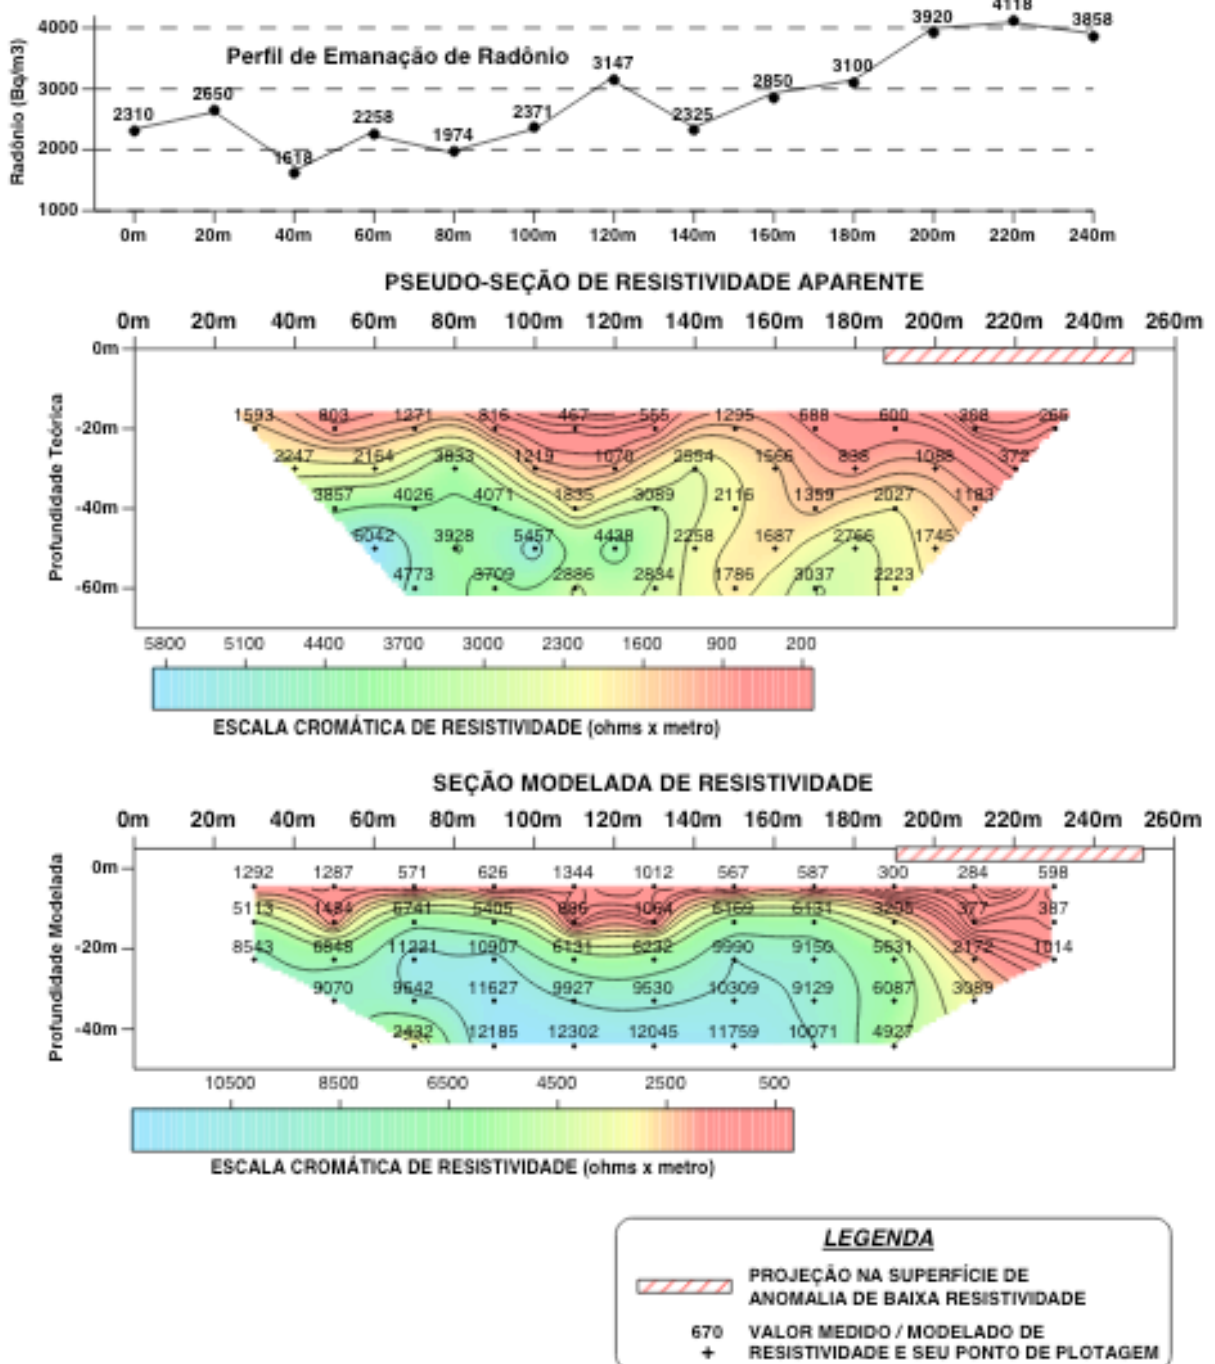 4118
3920
3858
4000
Perfil de Emanação de Radônio
3147
3100
2850
3000
2650
2310
2258
2371
2325
1974
2000
1618
1000
Radônio (Bq/m3)
0m 20m 40m 60m 80m 100m 120m 140m 160m 180m 200m 220m 240m
PSEUDO-SEÇÃO DE RESISTIVIDADE APARENTE
0m 20m 40m 60m 80m 100m 120m 140m 160m 180m 200m 220m 240m 260m
0m
Profundidade Teórica
1593 803 1271 816 467 555 1295 688 600 268 265
-20m
2247 2164 3833 1219 1070 2554 1566 838 1088 372
3857 4026 4071 1835 3089 2116 1359 2027 1183
-40m
5042 3928 5457 4438 2258 1687 2766 1745
4773 3709 2886 2834 1786 3037 2223
-60m
5800 5100 4400 3700 3000 2300 1600 900 200
ESCALA CROMÁTICA DE RESISTIVIDADE (ohms x metro)
SEÇÃO MODELADA DE RESISTIVIDADE
0m 20m 40m 60m 80m 100m 120m 140m 160m 180m 200m 220m 240m 260m
Profundidade Modelada
0m
1292 1287 571 626 1344 1012 567 587 300 284 598
5113 1484 6741 5405 886 1064 6169 6131 3295 377 387
8543 6848 11221 10907 6131 6232 9990 9150 5631 2172 1014
-20m
9070 9642 11627 9927 9530 10309 9129 6087 3089
-40m
2432 12185 12302 12045 11759 10071 4927
10500 8500 6500 4500 2500 500
ESCALA CROMÁTICA DE RESISTIVIDADE (ohms x metro)
LEGENDA
PROJEÇÃO NA SUPERFÍCIE DE
ANOMALIA DE BAIXA RESISTIVIDADE
670 VALOR MEDIDO / MODELADO DE
+ RESISTIVIDADE E SEU PONTO DE PLOTAGEM